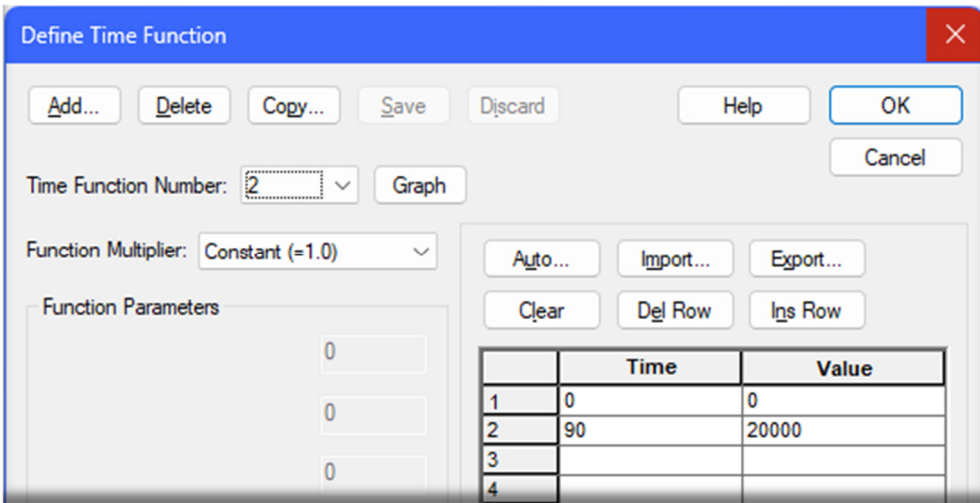 Define Time Function
Add... Delete Copy... Save Discard Help OK
Cancel
Time Function Number: 2 Graph
Function Multiplier: Constant (=1.0)
Auto... Import... Export...
Function Parameters
Clear Del Row Ins Row
0
Time Value
1 0 0
0
2 90 20000
3
0
4